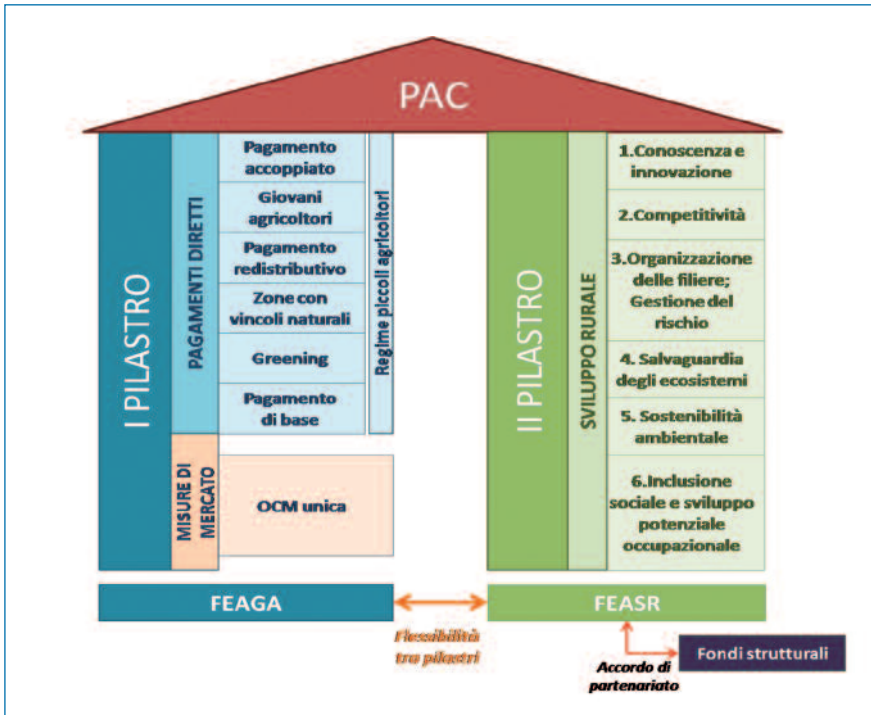 PAC
I PILASTRO
PAGAMENTI DIRETTI
Pagamento
accoppiato
Giovani
agricoltori
Pagamento
redistributivo
Zone con
vincoli naturali
Greening
Pagamento
di base
Regime piccoli agricoltori
MISURE DI
MERCATO
OCM unica
FEAGA
II PILASTRO
SVILUPPO RURALE
1.Conoscenza e
innovazione
2.Competitività
3.Organizzazione
delle filiere;
Gestione del
rischio
4. Salvaguardia
degli ecosistemi
5. Sostenibilità
ambientale
6.Inclusione
sociale e sviluppo
potenziale
occupazionale
FEASR
Flessibilità
tra pilastri
Accordo di
partenariato
Fondi strutturali